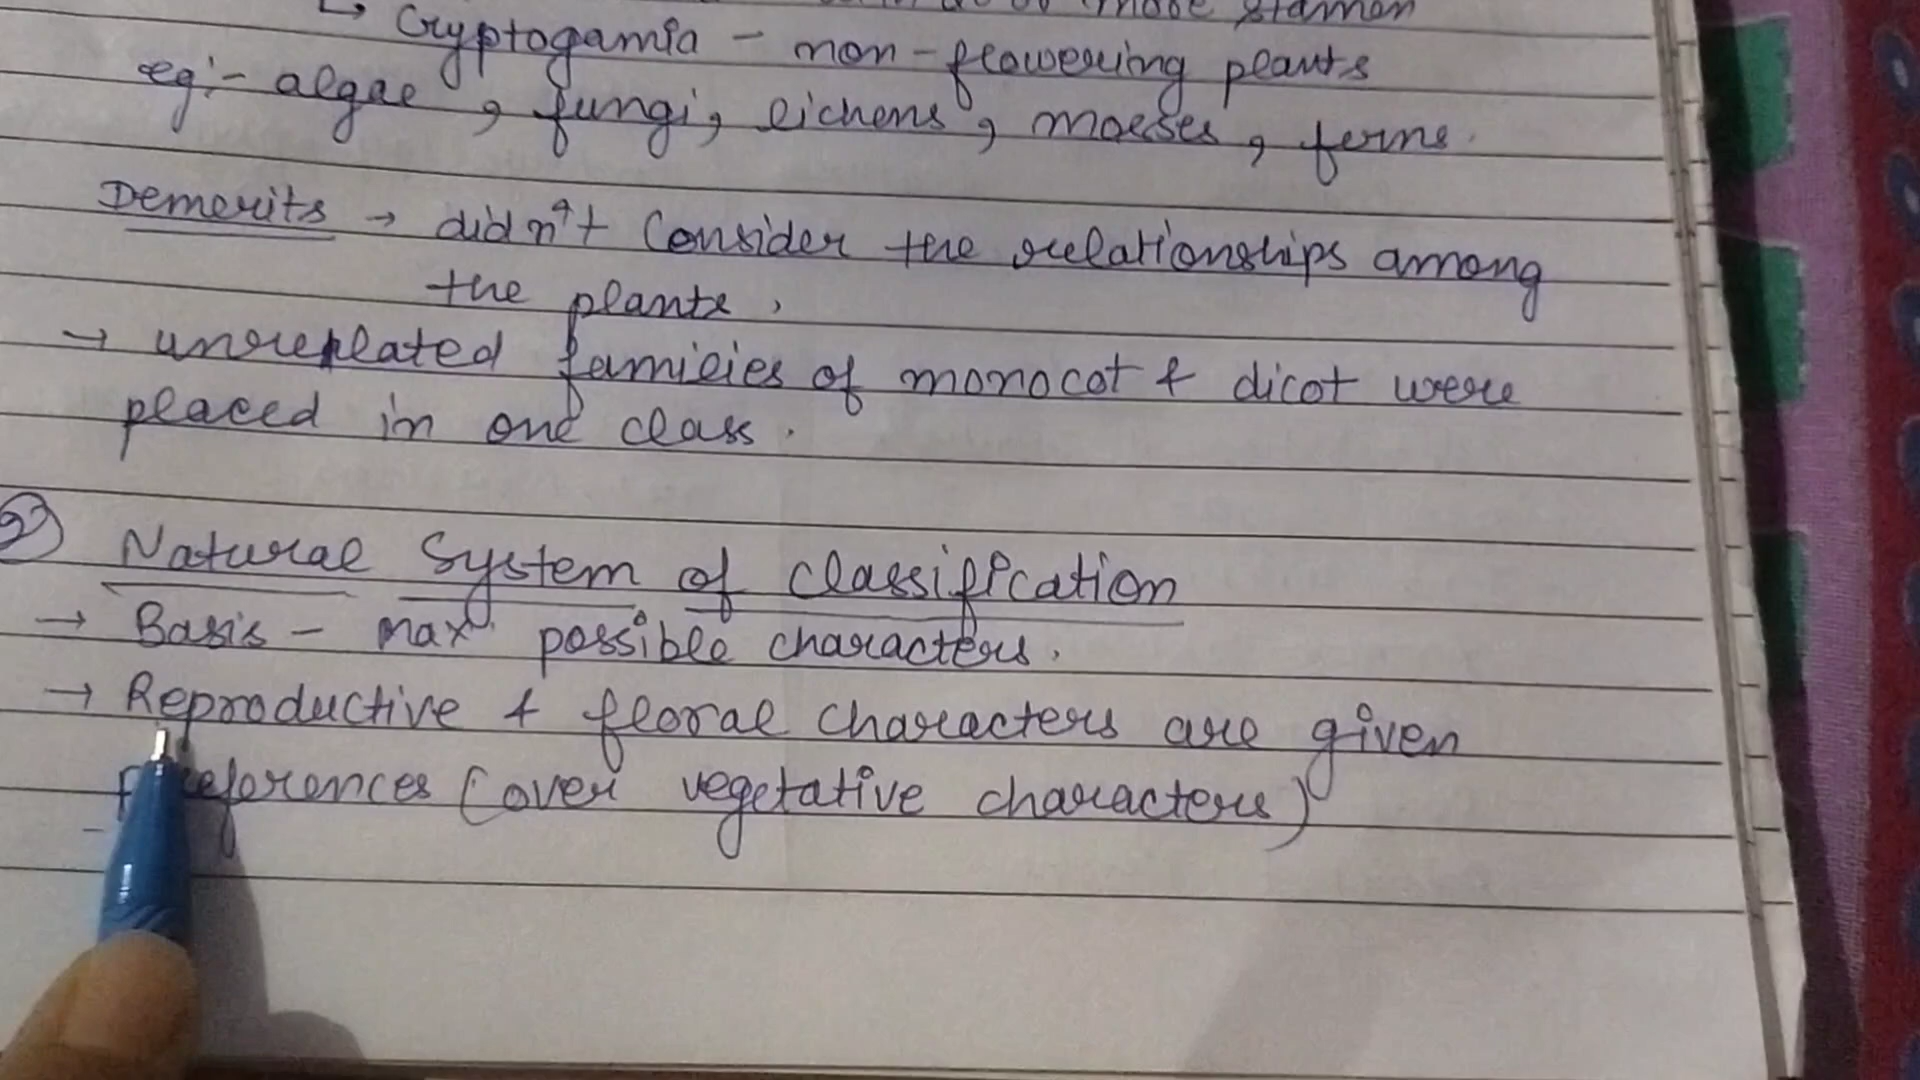 ↳ Cryptogamia - non-flowering plants
eg:- algae, fungi, lichens, mosses, ferns.
Demerits → didn't Consider the relationships among
the plants.
→ unrelated families of monocot & dicot were
placed in one class.
2) Natural System of Classification
→ Basis - maxm possible characters.
→ Reproductive & floral characters are given
preferences (over vegetative characters)